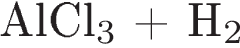 AlCl₃ + H₂